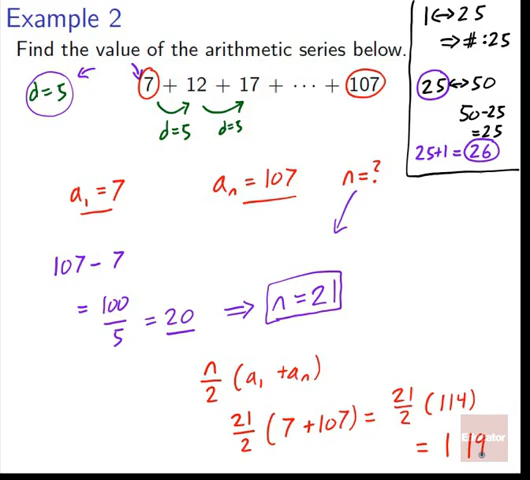 Example 2
Find the value of the arithmetic series below.
d=5
7 + 12 + 17 + ⋯ + 107
d=5 d=5
1↔25
⇒ #:25
25↔50
50-25
=25
25+1=26
a₁=7
aₙ=107
n=?
107-7
= 100/5 = 20 ⇒ n=21
n/2 (a₁ + aₙ)
21/2 (7+107) = 21/2 (114)
= 1 19